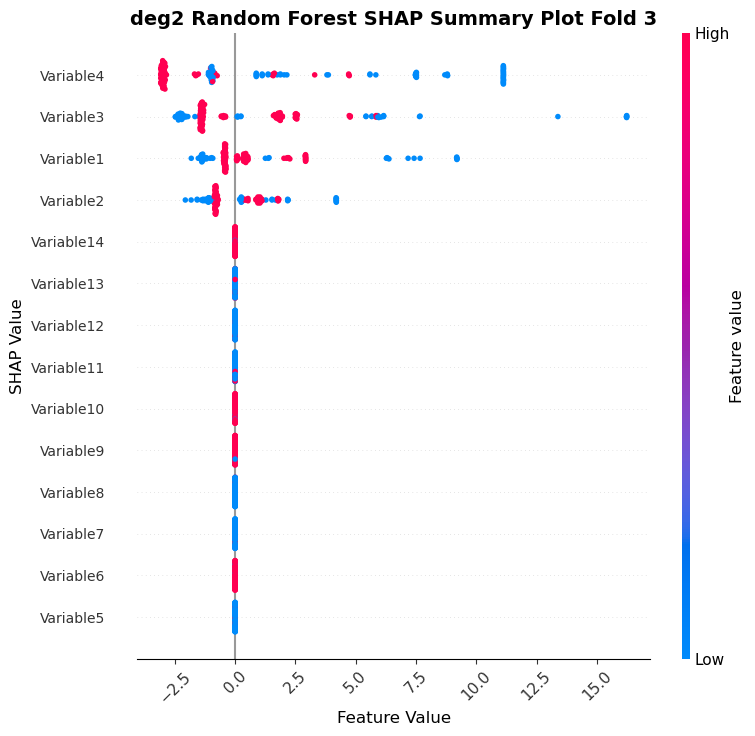 deg2 Random Forest SHAP Summary Plot Fold 3
High
Variable4
Variable3
Variable1
Variable2
Variable14
Variable13
Variable12
Variable11
Variable10
Variable9
Variable8
Variable7
Variable6
Variable5
SHAP Value
Feature value
Low
−2.5 0.0 2.5 5.0 7.5 10.0 12.5 15.0
Feature Value